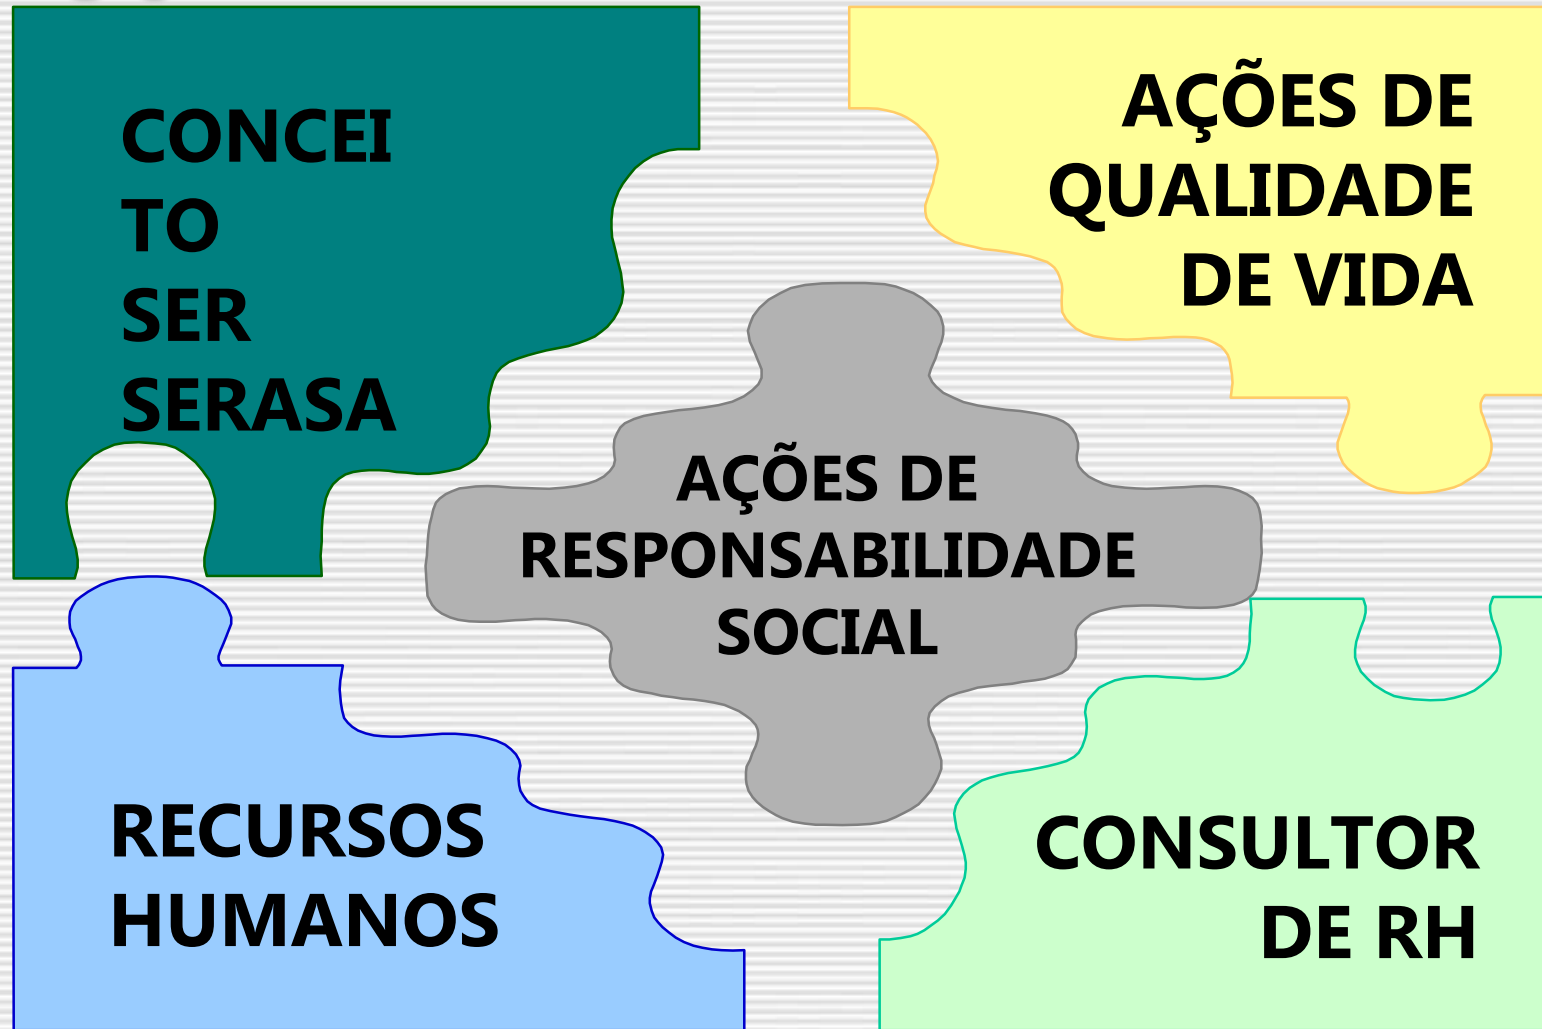 CONCEI
TO
SER
SERASA
AÇÕES DE
QUALIDADE
DE VIDA
AÇÕES DE
RESPONSABILIDADE
SOCIAL
RECURSOS
HUMANOS
CONSULTOR
DE RH